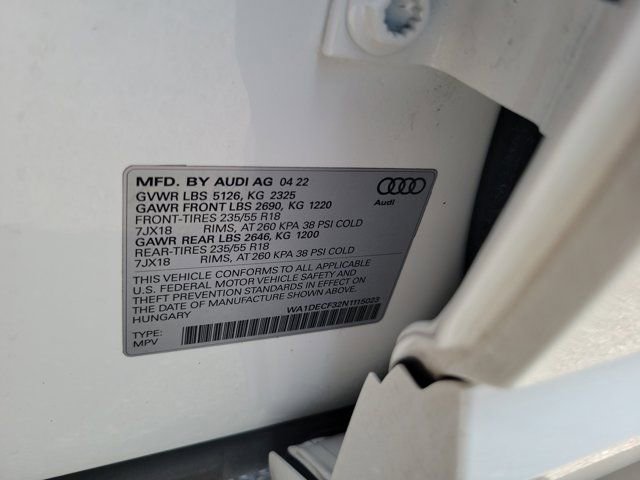 MFD. BY AUDI AG 04 22
GVWR LBS 5126, KG 2325
GAWR FRONT LBS 2690, KG 1220
FRONT-TIRES 235/55 R18
7JX18 RIMS, AT 260 KPA 38 PSI COLD
GAWR REAR LBS 2646, KG 1200
REAR-TIRES 235/55 R18
7JX18 RIMS, AT 260 KPA 38 PSI COLD
Audi
THIS VEHICLE CONFORMS TO ALL APPLICABLE
U.S. FEDERAL MOTOR VEHICLE SAFETY AND
THEFT PREVENTION STANDARDS IN EFFECT ON
THE DATE OF MANUFACTURE SHOWN ABOVE.
HUNGARY
WA1DECF32N1115023
TYPE:
MPV